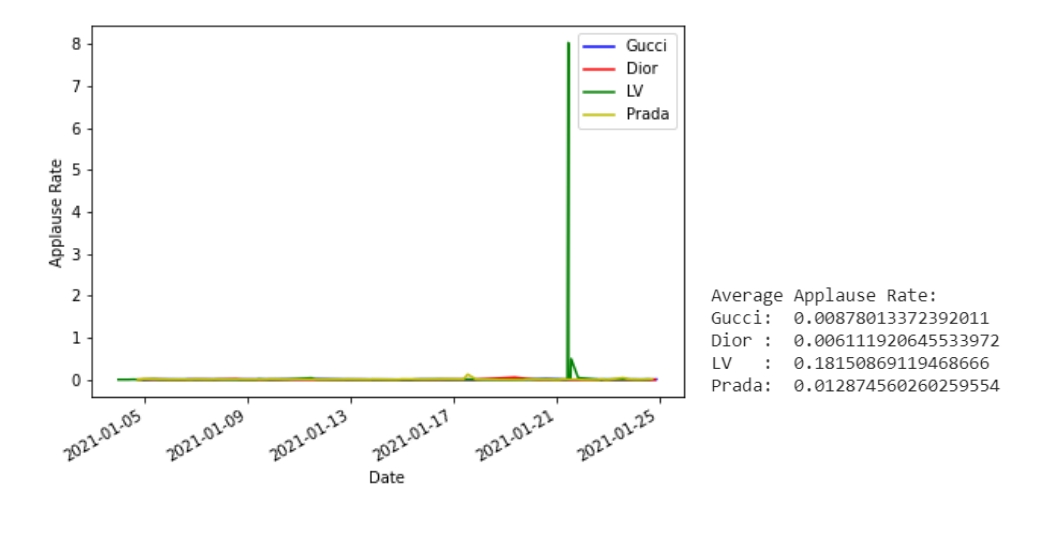 8
7
6
5
4
3
2
1
0
Applause Rate
Gucci
Dior
LV
Prada
2021-01-05
2021-01-09
2021-01-13
2021-01-17
2021-01-21
2021-01-25
Date
Average Applause Rate:
Gucci:  0.00878013372392011
Dior :  0.006111920645533972
LV   :  0.18150869119468666
Prada:  0.012874560260259554